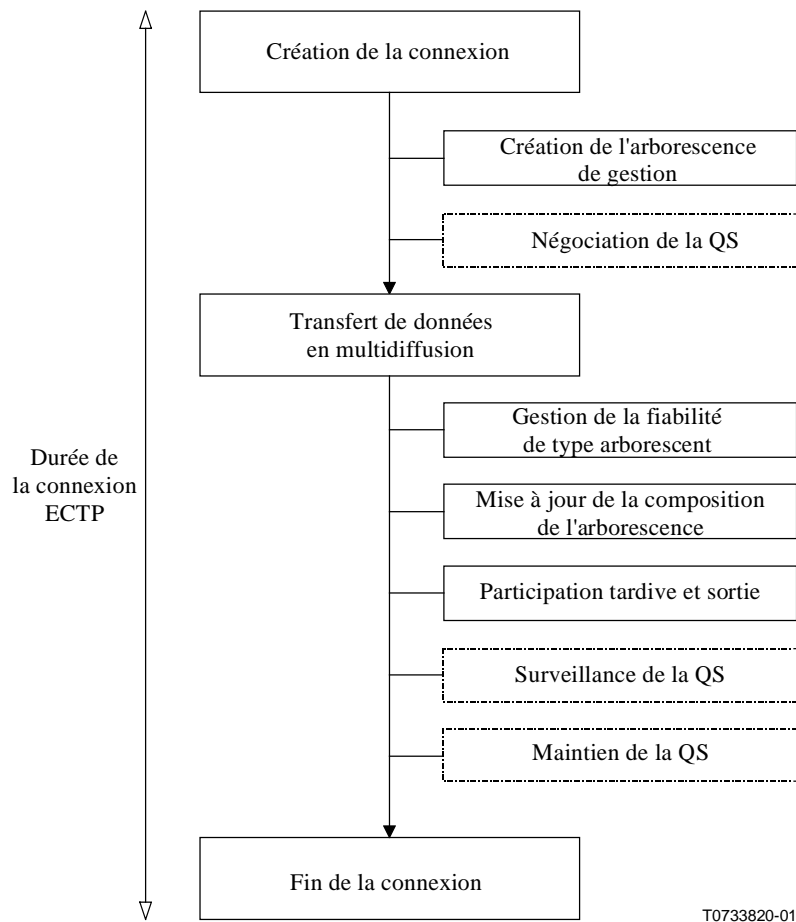 Création de la connexion
Création de l'arborescence
de gestion
Négociation de la QS
Transfert de données
en multidiffusion
Gestion de la fiabilité
de type arborescent
Durée de
la connexion
ECTP
Mise à jour de la composition
de l'arborescence
Participation tardive et sortie
Surveillance de la QS
Maintien de la QS
Fin de la connexion
T0733820-01